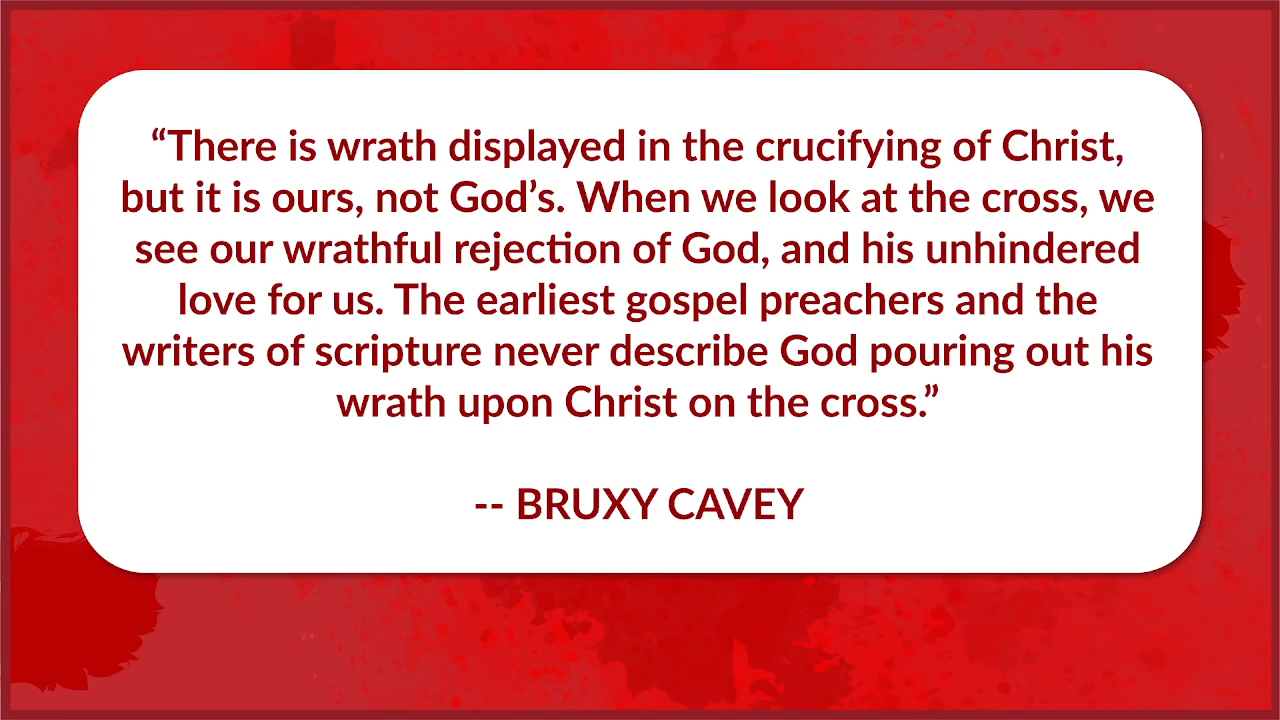 “There is wrath displayed in the crucifying of Christ,
but it is ours, not God’s. When we look at the cross, we
see our wrathful rejection of God, and his unhindered
love for us. The earliest gospel preachers and the
writers of scripture never describe God pouring out his
wrath upon Christ on the cross.”
-- BRUXY CAVEY